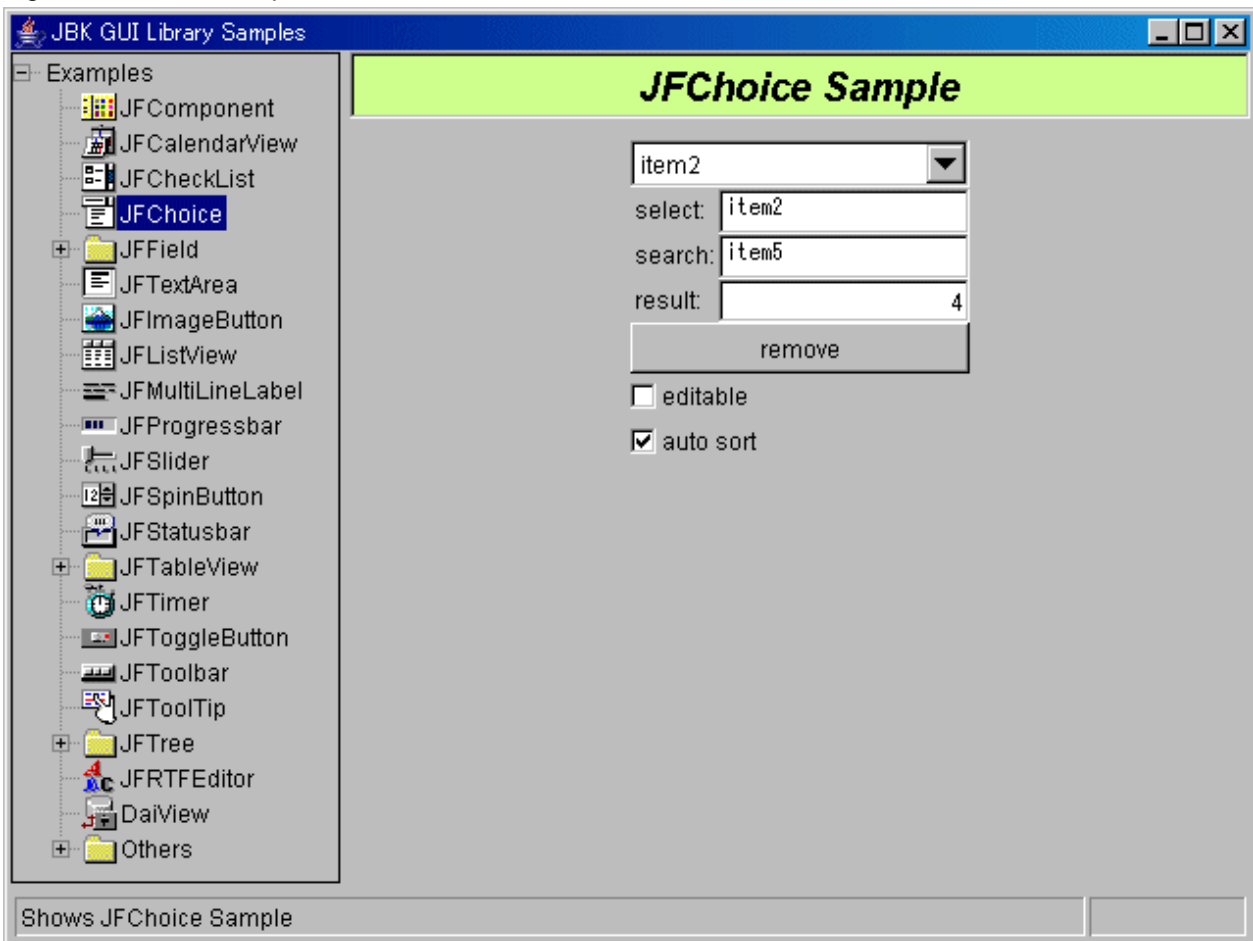 JBK GUI Library Samples
Examples
JFComponent
JFCalendarView
JFCheckList
JFChoice
JFField
JFTextArea
JFImageButton
JFListView
JFMultiLineLabel
JFProgressbar
JFSlider
JFSpinButton
JFStatusbar
JFTableView
JFTimer
JFToggleButton
JFToolbar
JFToolTip
JFTree
JFRTFEditor
DaiView
Others
JFChoice Sample
item2
select: item2
search: item5
result: 4
remove
editable
auto sort
Shows JFChoice Sample